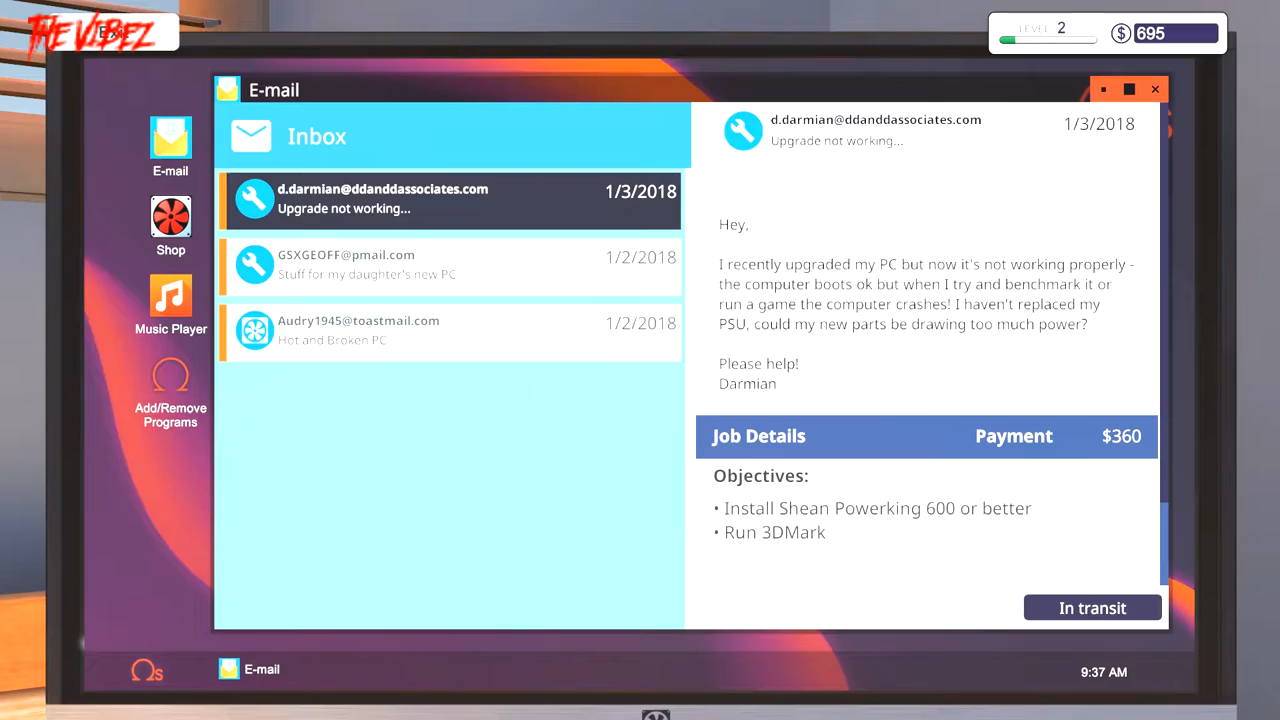 THE VIBEZ
LEVEL 2
$ 695
E-mail
E-mail
Shop
Music Player
Add/Remove
Programs
Inbox
d.darmian@ddanddassociates.com 1/3/2018
Upgrade not working...
GSXGEOFF@pmail.com 1/2/2018
Stuff for my daughter's new PC
Audry1945@toastmail.com 1/2/2018
Hot and Broken PC
d.darmian@ddanddassociates.com 1/3/2018
Upgrade not working...
Hey,
I recently upgraded my PC but now it's not working properly -
the computer boots ok but when I try and benchmark it or
run a game the computer crashes! I haven't replaced my
PSU, could my new parts be drawing too much power?
Please help!
Darmian
Job Details Payment $360
Objectives:
• Install Shean Powerking 600 or better
• Run 3DMark
In transit
Ωs E-mail 9:37 AM